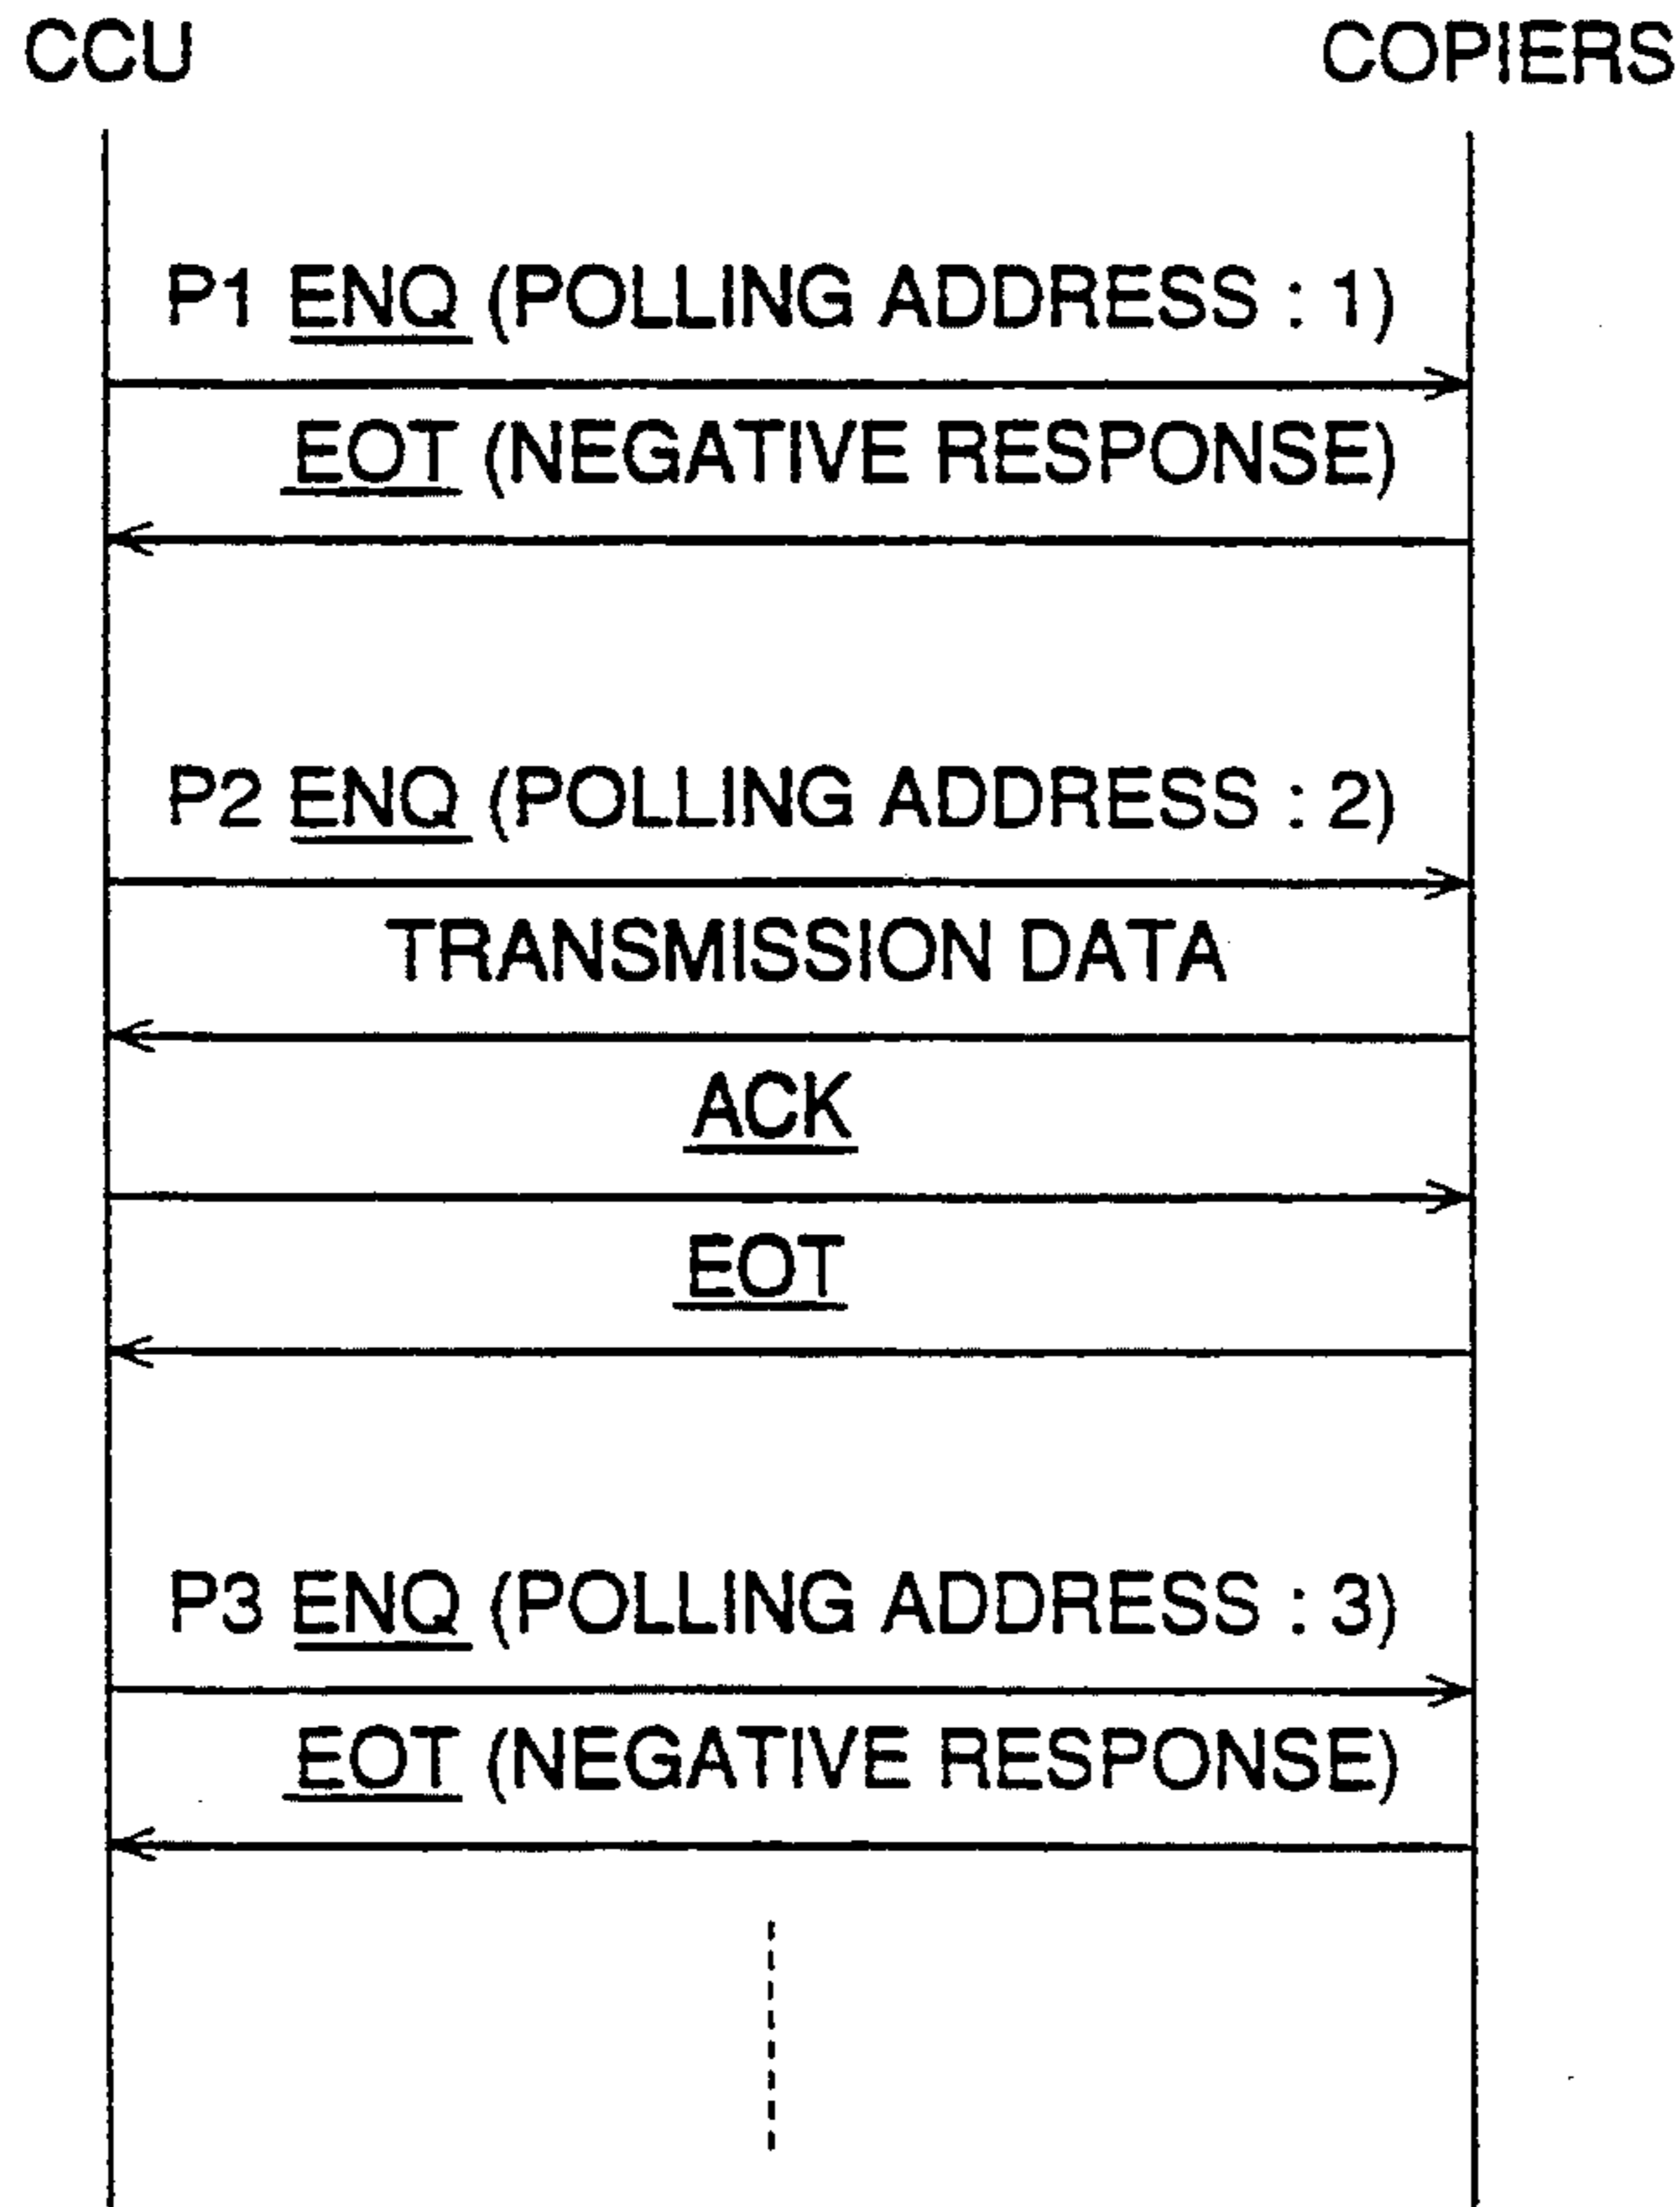 CCU COPIERS
P1 ENQ (POLLING ADDRESS : 1)
EOT (NEGATIVE RESPONSE)
P2 ENQ (POLLING ADDRESS : 2)
TRANSMISSION DATA
ACK
EOT
P3 ENQ (POLLING ADDRESS : 3)
EOT (NEGATIVE RESPONSE)